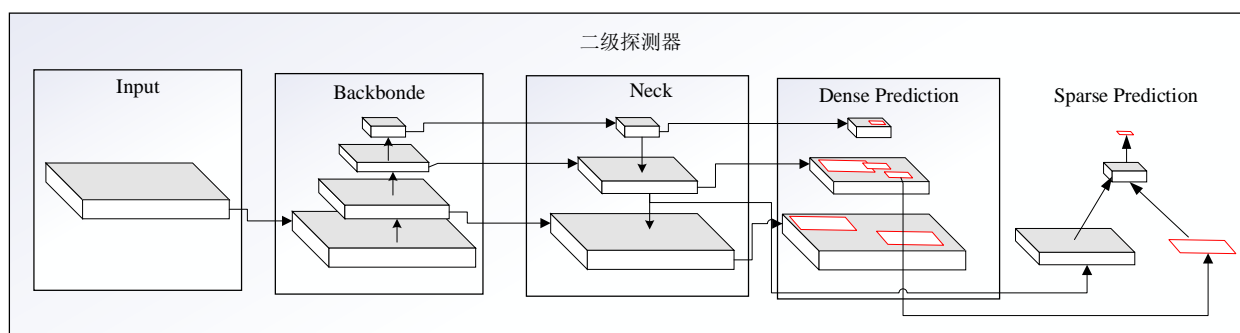 二级探测器
Input
Backbonde
Neck
Dense Prediction
Sparse Prediction